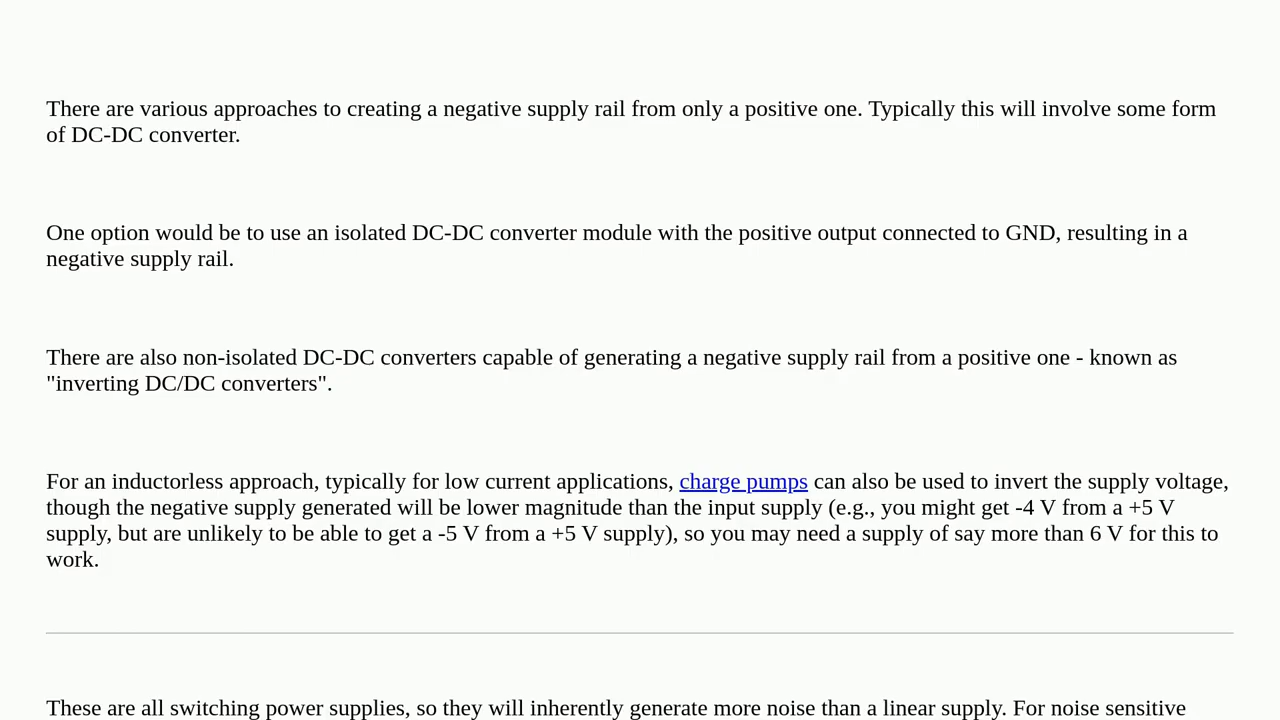 There are various approaches to creating a negative supply rail from only a positive one. Typically this will involve some form
of DC-DC converter.
One option would be to use an isolated DC-DC converter module with the positive output connected to GND, resulting in a
negative supply rail.
There are also non-isolated DC-DC converters capable of generating a negative supply rail from a positive one - known as
"inverting DC/DC converters".
For an inductorless approach, typically for low current applications, charge pumps can also be used to invert the supply voltage,
though the negative supply generated will be lower magnitude than the input supply (e.g., you might get -4 V from a +5 V
supply, but are unlikely to be able to get a -5 V from a +5 V supply), so you may need a supply of say more than 6 V for this to
work.
These are all switching power supplies, so they will inherently generate more noise than a linear supply. For noise sensitive